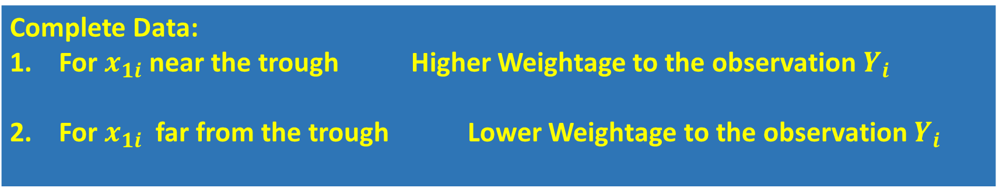 Complete Data:
1. For x₁ᵢ near the trough Higher Weightage to the observation Yᵢ
2. For x₁ᵢ far from the trough Lower Weightage to the observation Yᵢ